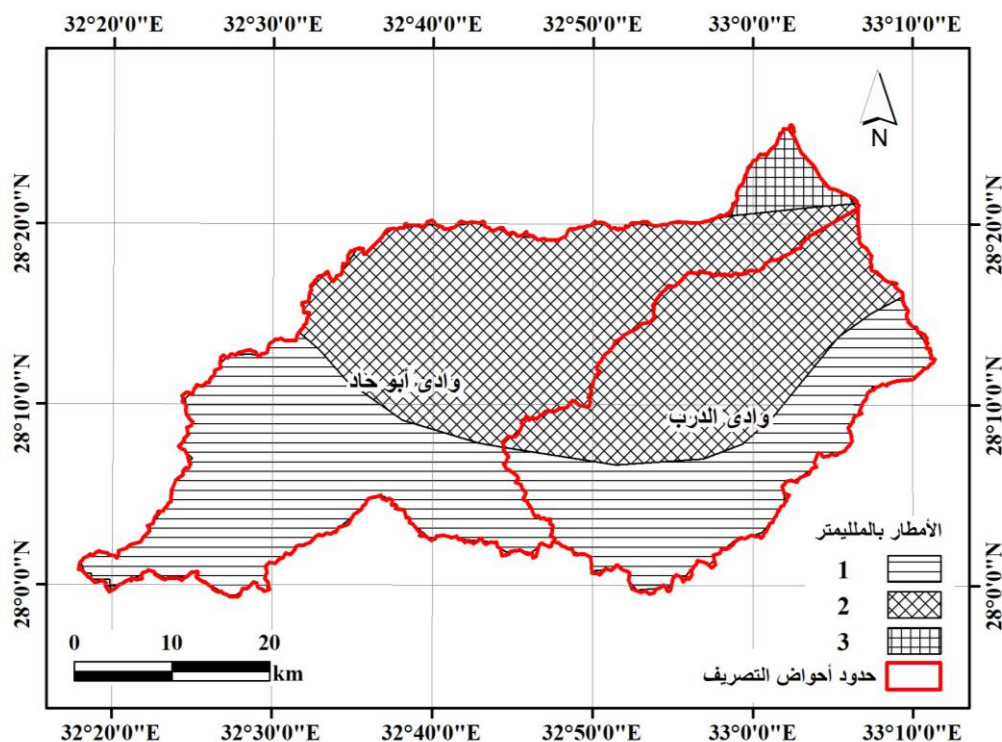 32°20'0"E 32°30'0"E 32°40'0"E 32°50'0"E 33°0'0"E 33°10'0"E
N
28°20'0"N 28°20'0"N
وادى أبو حاد
28°10'0"N 28°10'0"N
وادى الدرب
الأمطار بالملليمتر
1
2
28°0'0"N 28°0'0"N
3
حدود أحواض التصريف
0 10 20
km
32°20'0"E 32°30'0"E 32°40'0"E 32°50'0"E 33°0'0"E 33°10'0"E